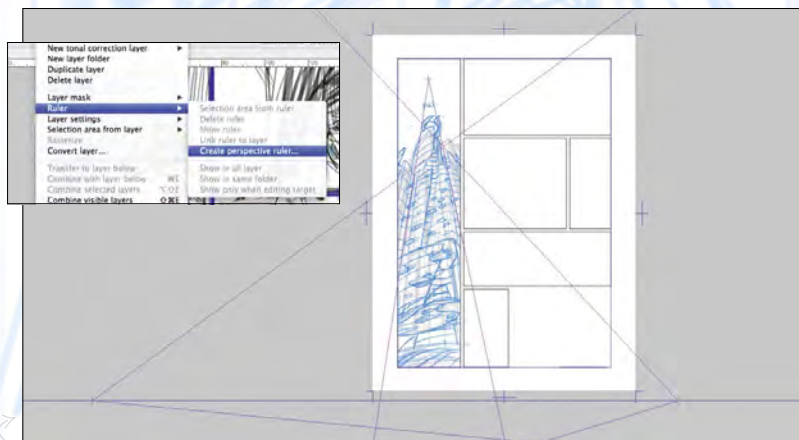 New tonal correction layer
New layer folder
Duplicate layer
Delete layer
Layer mask
Ruler
Layer settings
Selection area from layer
Rasterize
Convert layer...
Transfer to layer below
Combine with layer below ⌘E
Combine selected layers ⌥⇧E
Combine visible layers ⇧⌘E
Selection area from ruler
Delete ruler
Show ruler
Link ruler to layer
Create perspective ruler...
Show in all layer
Show in same folder
Show only when editing target